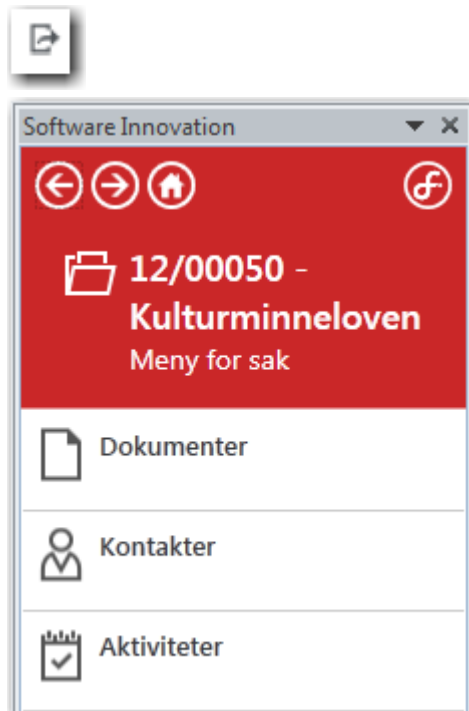 Software Innovation
12/00050 -
Kulturminneloven
Meny for sak
Dokumenter
Kontakter
Aktiviteter